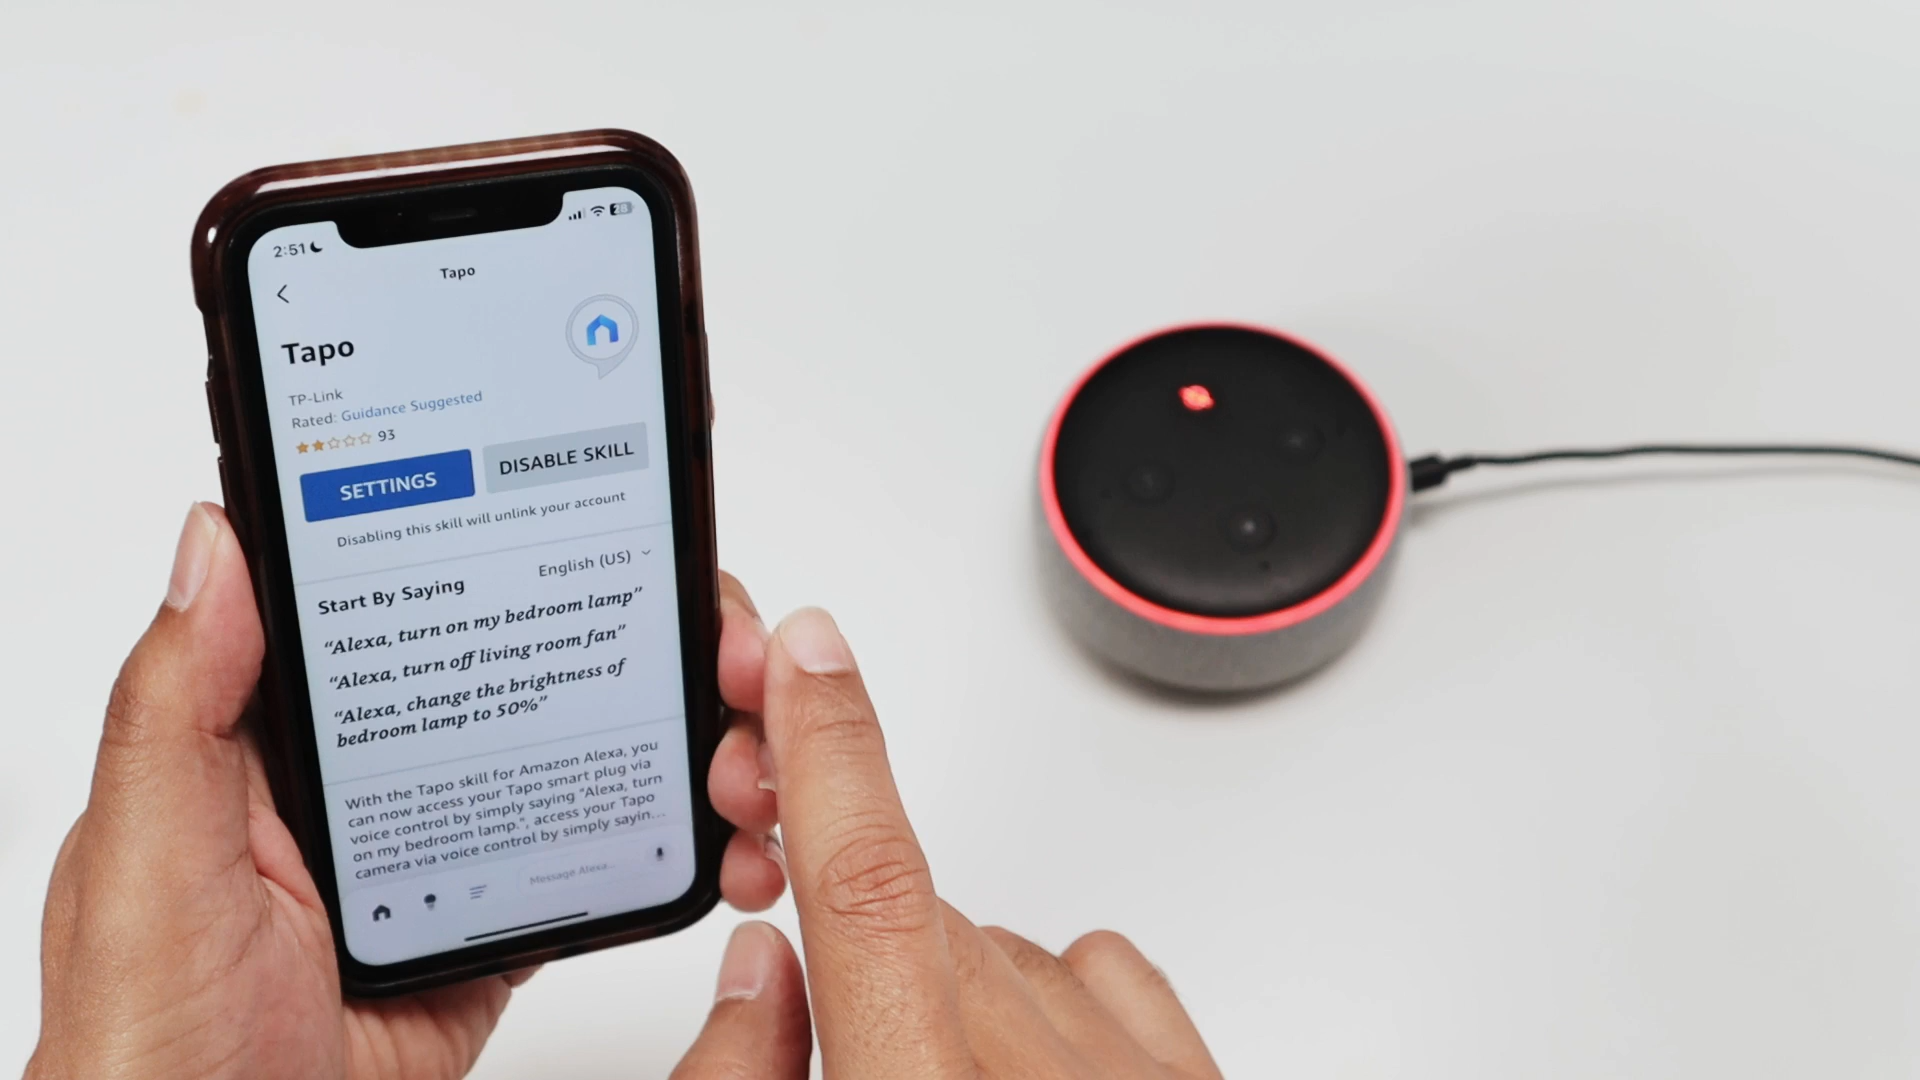 2:51
28
Tapo
Tapo
TP-Link
Rated: Guidance Suggested
93
SETTINGS
DISABLE SKILL
Disabling this skill will unlink your account
Start By Saying
English (US)
“Alexa, turn on my bedroom lamp”
“Alexa, turn off living room fan”
“Alexa, change the brightness of
bedroom lamp to 50%”
With the Tapo skill for Amazon Alexa, you
can now access your Tapo smart plug via
voice control by simply saying “Alexa, turn
on my bedroom lamp.”, access your Tapo
camera via voice control by simply sayin...
Message Alexa...